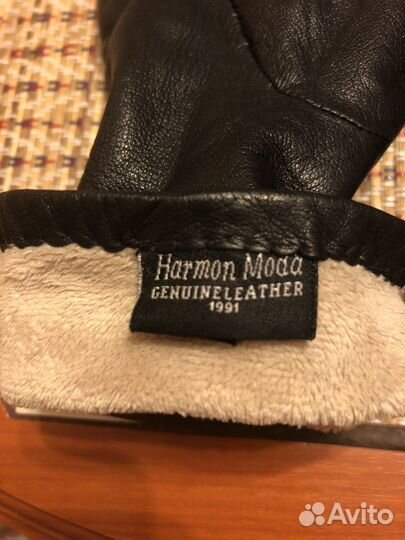 Harmon Moda
GENUINELEATHER
1991
Avito